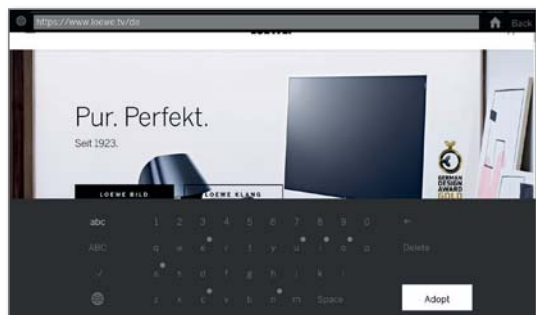 https://www.loewe.tv/de
Back
Pur. Perfekt.
Seit 1923.
LOEWE BILD
LOEWE KLANG
GERMAN
DESIGN
AWARD
GOLD
abc 1 2 3 4 5 6 7 8 9 0 ←
ABC q w e r t y u i o p Delete
a s d f g h j k l
z x c v b n m Space
Adopt